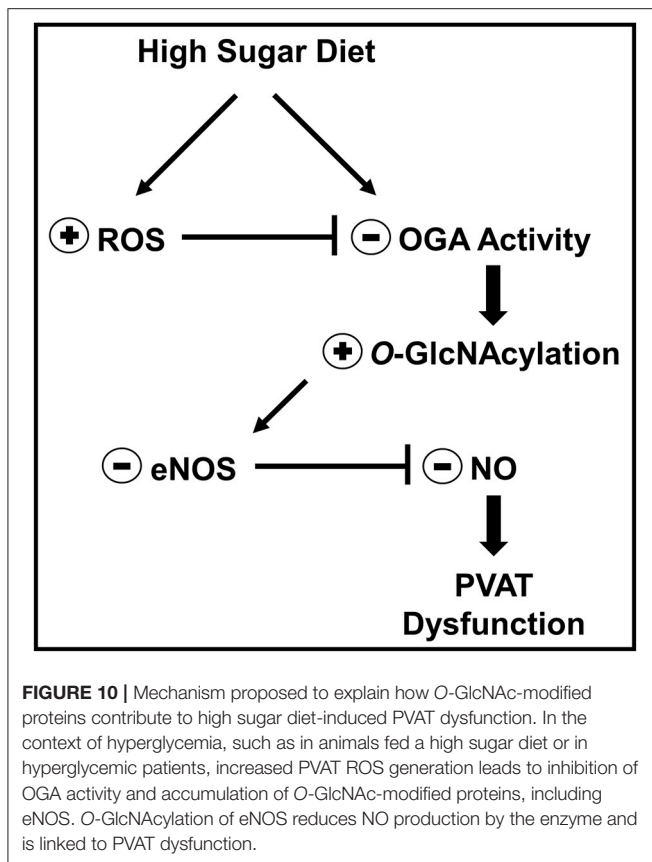 High Sugar Diet
⊕ ROS
⊖ OGA Activity
⊕ O-GlcNAcylation
⊖ eNOS
⊖ NO
PVAT
Dysfunction
FIGURE 10 | Mechanism proposed to explain how O-GlcNAc-modified
proteins contribute to high sugar diet-induced PVAT dysfunction. In the
context of hyperglycemia, such as in animals fed a high sugar diet or in
hyperglycemic patients, increased PVAT ROS generation leads to inhibition of
OGA activity and accumulation of O-GlcNAc-modified proteins, including
eNOS. O-GlcNAcylation of eNOS reduces NO production by the enzyme and
is linked to PVAT dysfunction.